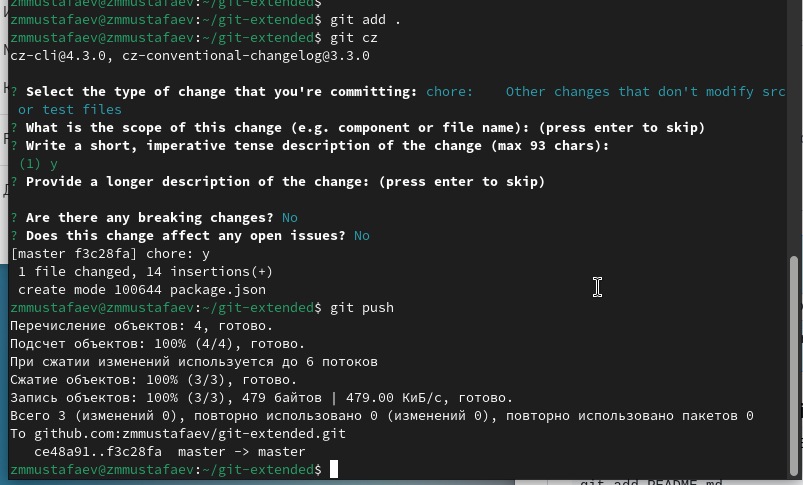 zmmustafaev@zmmustafaev:~/git-extended$
zmmustafaev@zmmustafaev:~/git-extended$ git add .
zmmustafaev@zmmustafaev:~/git-extended$ git cz
cz-cli@4.3.0, cz-conventional-changelog@3.3.0
? Select the type of change that you're committing: chore:    Other changes that don't modify src
 or test files
? What is the scope of this change (e.g. component or file name): (press enter to skip)
? Write a short, imperative tense description of the change (max 93 chars):
 (1) y
? Provide a longer description of the change: (press enter to skip)
? Are there any breaking changes? No
? Does this change affect any open issues? No
[master f3c28fa] chore: y
 1 file changed, 14 insertions(+)
 create mode 100644 package.json
zmmustafaev@zmmustafaev:~/git-extended$ git push
Перечисление объектов: 4, готово.
Подсчет объектов: 100% (4/4), готово.
При сжатии изменений используется до 6 потоков
Сжатие объектов: 100% (3/3), готово.
Запись объектов: 100% (3/3), 479 байтов | 479.00 КиБ/с, готово.
Всего 3 (изменений 0), повторно использовано 0 (изменений 0), повторно использовано пакетов 0
To github.com:zmmustafaev/git-extended.git
   ce48a91..f3c28fa  master -> master
zmmustafaev@zmmustafaev:~/git-extended$
git add README.md